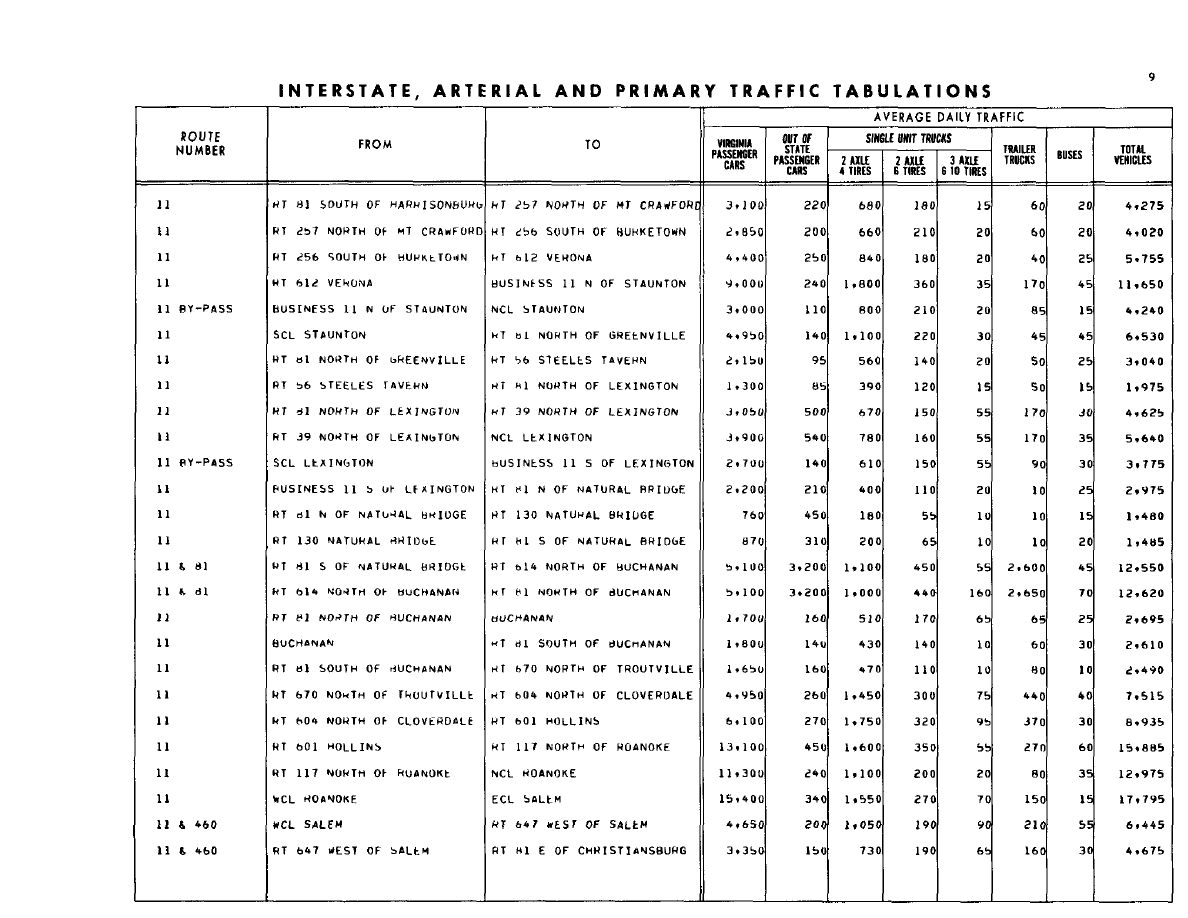 9
INTERSTATE, ARTERIAL AND PRIMARY TRAFFIC TABULATIONS
AVERAGE DAILY TRAFFIC
ROUTE NUMBER FROM TO VIRGINIA PASSENGER CARS OUT OF STATE PASSENGER CARS SINGLE UNIT TRUCKS 2 AXLE 4 TIRES 2 AXLE 6 TIRES 3 AXLE 6 10 TIRES TRAILER TRUCKS BUSES TOTAL VEHICLES
11 RT 81 SOUTH OF HARRISONBURG RT 257 NORTH OF MT CRAWFORD 3,100 220 680 180 15 60 20 4,275
11 RT 257 NORTH OF MT CRAWFORD RT 256 SOUTH OF BURKETOWN 2,850 200 660 210 20 60 20 4,020
11 RT 256 SOUTH OF BURKETOWN RT 612 VERONA 4,400 250 840 180 20 40 25 5,755
11 RT 612 VERONA BUSINESS 11 N OF STAUNTON 9,000 240 1,800 360 35 170 45 11,650
11 BY-PASS BUSINESS 11 N OF STAUNTON NCL STAUNTON 3,000 110 800 210 20 85 15 4,240
11 SCL STAUNTON RT 81 NORTH OF GREENVILLE 4,950 140 1,100 220 30 45 45 6,530
11 RT 81 NORTH OF GREENVILLE RT 56 STEELES TAVERN 2,150 95 560 140 20 50 25 3,040
11 RT 56 STEELES TAVERN RT 81 NORTH OF LEXINGTON 1,300 85 390 120 15 50 15 1,975
11 RT 81 NORTH OF LEXINGTON RT 39 NORTH OF LEXINGTON 3,050 500 670 150 55 170 30 4,625
11 RT 39 NORTH OF LEXINGTON NCL LEXINGTON 3,900 540 780 160 55 170 35 5,640
11 BY-PASS SCL LEXINGTON BUSINESS 11 S OF LEXINGTON 2,700 140 610 150 55 90 30 3,775
11 BUSINESS 11 S OF LEXINGTON RT 81 N OF NATURAL BRIDGE 2,200 210 400 110 20 10 25 2,975
11 RT 81 N OF NATURAL BRIDGE RT 130 NATURAL BRIDGE 760 450 180 55 10 10 15 1,480
11 RT 130 NATURAL BRIDGE RT 81 S OF NATURAL BRIDGE 870 310 200 65 10 10 20 1,485
11 & 81 RT 81 S OF NATURAL BRIDGE RT 614 NORTH OF BUCHANAN 5,100 3,200 1,100 450 55 2,600 45 12,550
11 & 81 RT 614 NORTH OF BUCHANAN RT 81 NORTH OF BUCHANAN 5,100 3,200 1,000 440 160 2,650 70 12,620
11 RT 81 NORTH OF BUCHANAN BUCHANAN 1,700 160 510 170 65 65 25 2,695
11 BUCHANAN RT 81 SOUTH OF BUCHANAN 1,800 140 430 140 10 60 30 2,610
11 RT 81 SOUTH OF BUCHANAN RT 670 NORTH OF TROUTVILLE 1,650 160 470 110 10 80 10 2,490
11 RT 670 NORTH OF TROUTVILLE RT 604 NORTH OF CLOVERDALE 4,950 260 1,450 300 75 440 40 7,515
11 RT 604 NORTH OF CLOVERDALE RT 601 HOLLINS 6,100 270 1,750 320 95 370 30 8,935
11 RT 601 HOLLINS RT 117 NORTH OF ROANOKE 13,100 450 1,600 350 55 270 60 15,885
11 RT 117 NORTH OF ROANOKE NCL ROANOKE 11,300 240 1,100 200 20 80 35 12,975
11 WCL ROANOKE ECL SALEM 15,400 340 1,550 270 70 150 15 17,795
11 & 460 WCL SALEM RT 647 WEST OF SALEM 4,650 200 1,050 190 90 210 55 6,445
11 & 460 RT 647 WEST OF SALEM RT 81 E OF CHRISTIANSBURG 3,350 150 730 190 65 160 30 4,675